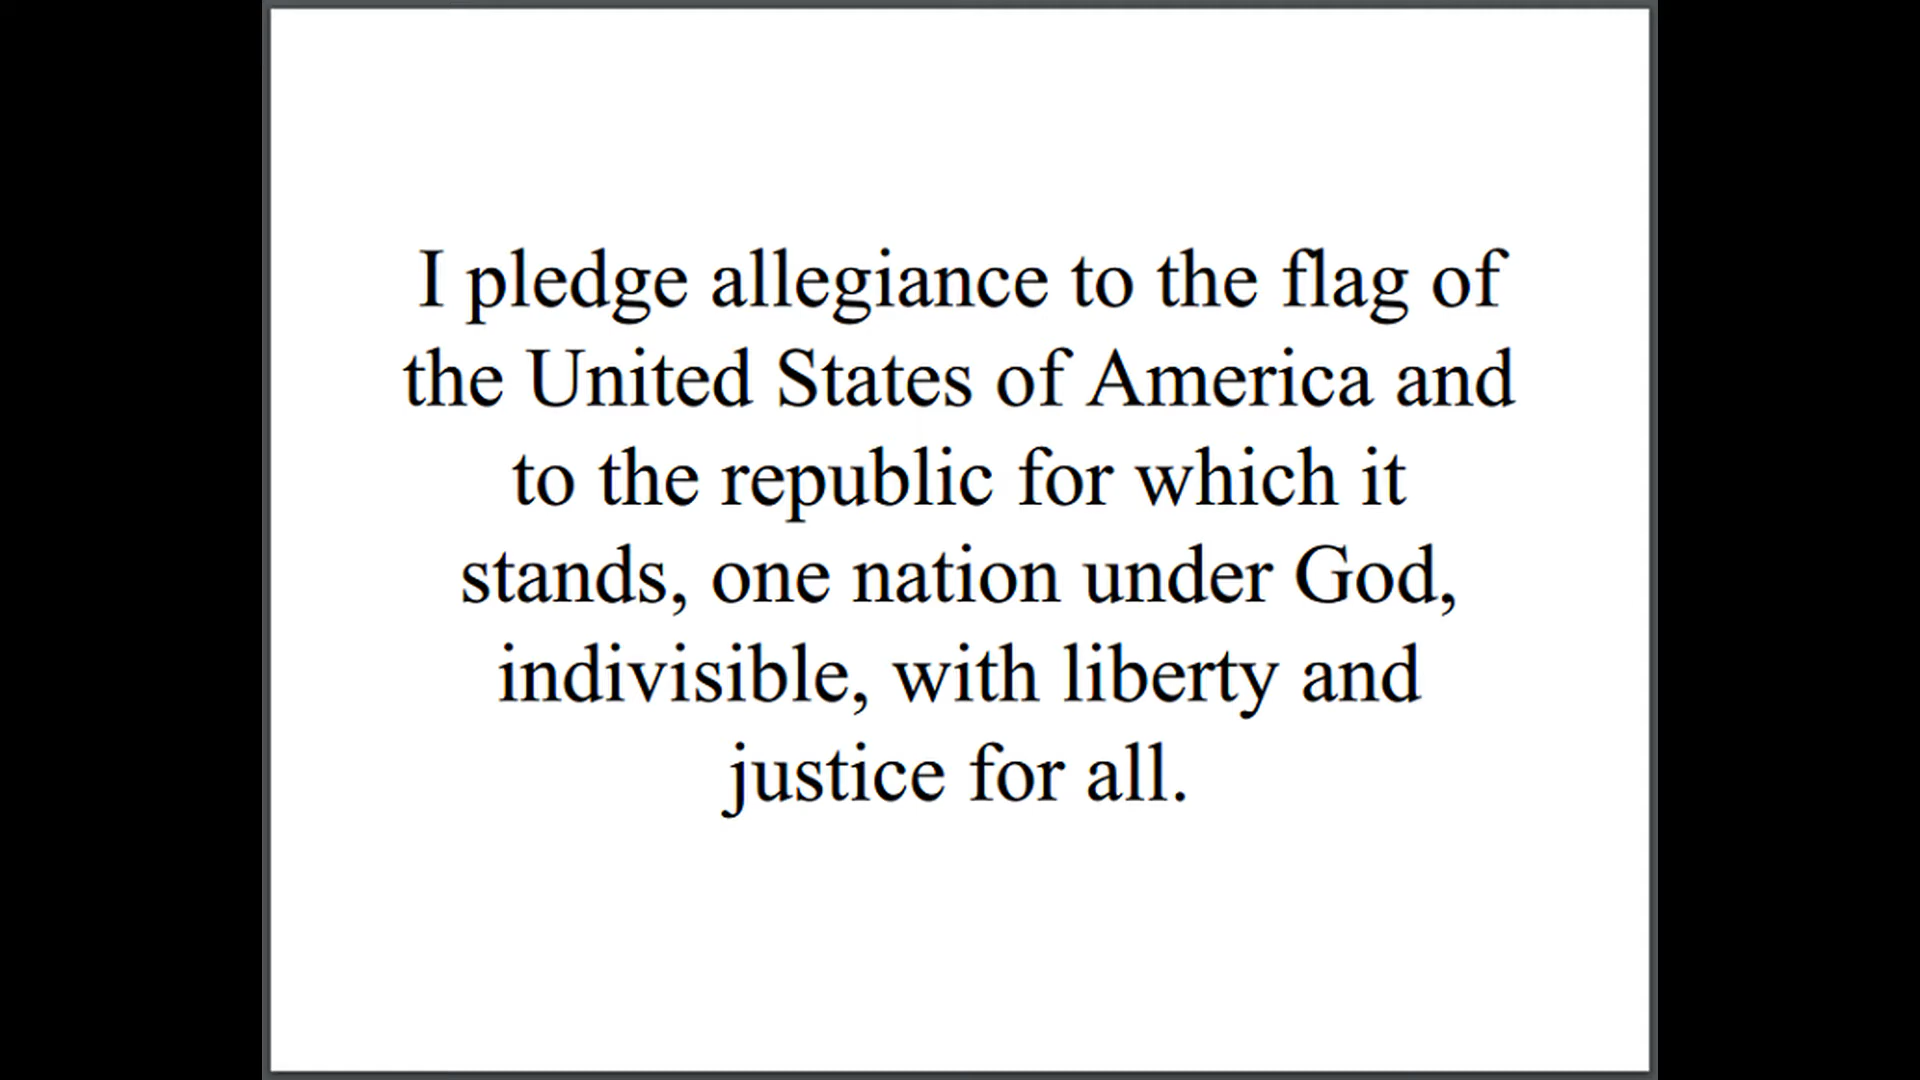 I pledge allegiance to the flag of
the United States of America and
to the republic for which it
stands, one nation under God,
indivisible, with liberty and
justice for all.